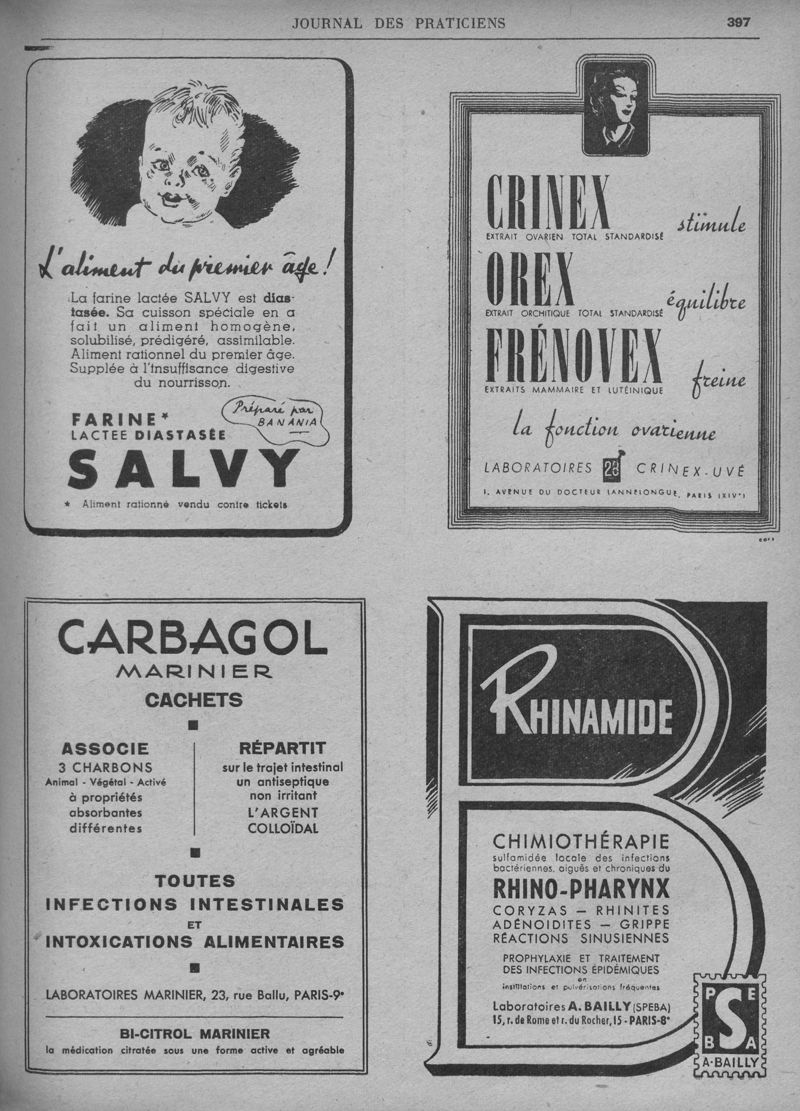 JOURNAL DES PRATICIENS
397
L'aliment du premier âge !
La farine lactée SALVY est dias-
tasée. Sa cuisson spéciale en a
fait un aliment homogène,
solubilisé, prédigéré, assimilable.
Aliment rationnel du premier âge.
Supplée à l'insuffisance digestive
du nourrisson.
Préparé par
BANANIA
FARINE*
LACTEE DIASTASÉE
SALVY
* Aliment rationné vendu contre tickets
CRINEX stimule
EXTRAIT OVARIEN TOTAL STANDARDISÉ
OREX équilibre
EXTRAIT ORCHITIQUE TOTAL STANDARDISÉ
FRÉNOVEX freine
EXTRAITS MAMMAIRE ET LUTÉINIQUE
la fonction ovarienne
LABORATOIRES CRINEX-UVÉ
1, AVENUE DU DOCTEUR LANNELONGUE, PARIS (XIVᵉ)
CARBAGOL
MARINIER
CACHETS
ASSOCIE
3 CHARBONS
Animal - Végétal - Activé
à propriétés
absorbantes
différentes
RÉPARTIT
sur le trajet intestinal
un antiseptique
non irritant
L'ARGENT
COLLOÏDAL
TOUTES
INFECTIONS INTESTINALES
ET
INTOXICATIONS ALIMENTAIRES
LABORATOIRES MARINIER, 23, rue Ballu, PARIS-9ᵉ
BI-CITROL MARINIER
la médication citratée sous une forme active et agréable
RHINAMIDE
CHIMIOTHÉRAPIE
sulfamidée locale des infections
bactériennes, aiguës et chroniques du
RHINO-PHARYNX
CORYZAS — RHINITES
ADÉNOIDITES — GRIPPE
RÉACTIONS SINUSIENNES
PROPHYLAXIE ET TRAITEMENT
DES INFECTIONS ÉPIDÉMIQUES
en
instillations et pulvérisations fréquentes
Laboratoires A. BAILLY (SPEBA)
15, r. de Rome et r. du Rocher, 15 - PARIS-8ᵉ
P E
S
B A
A·BAILLY